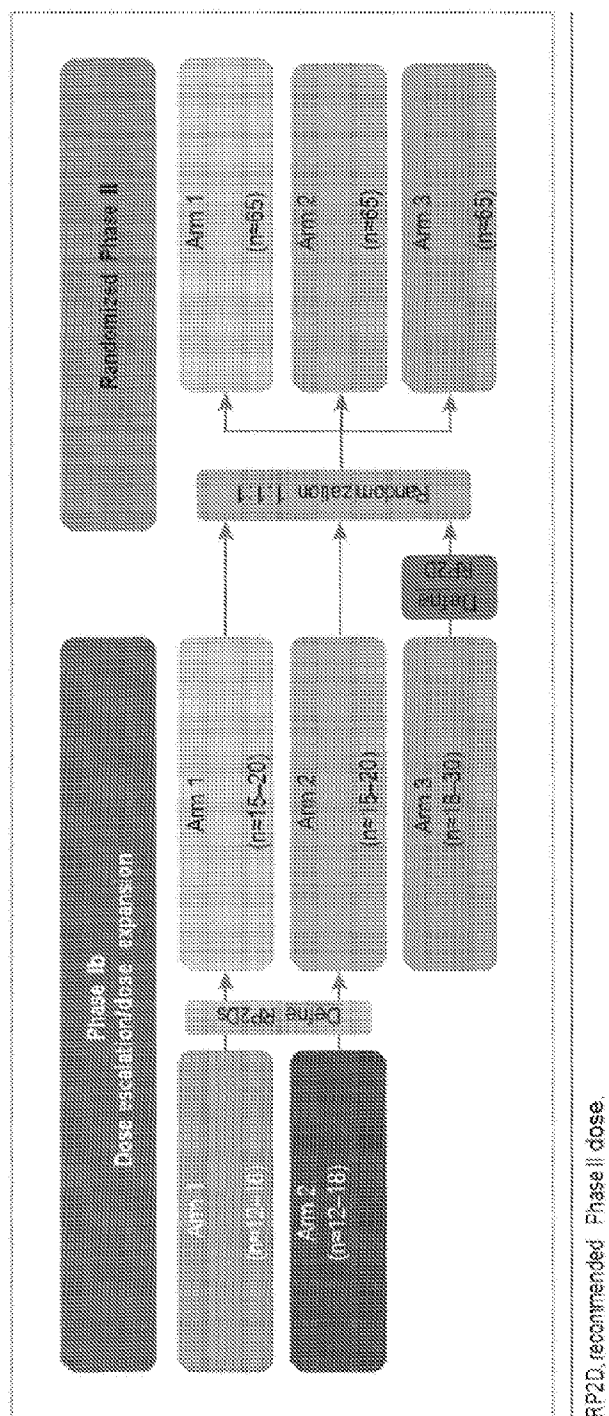 Phase Ib
Dose escalation/dose expansion
Randomized Phase II
Arm 1
(n=12–18)
Arm 2
(n=12–18)
Define RP2Ds
Arm 1
(n=15–20)
Arm 2
(n=15–20)
Arm 3
(n=18–30)
Define
RP2D
Randomization 1:1:1
Arm 1
(n=65)
Arm 2
(n=65)
Arm 3
(n=65)
RP2D, recommended Phase II dose.